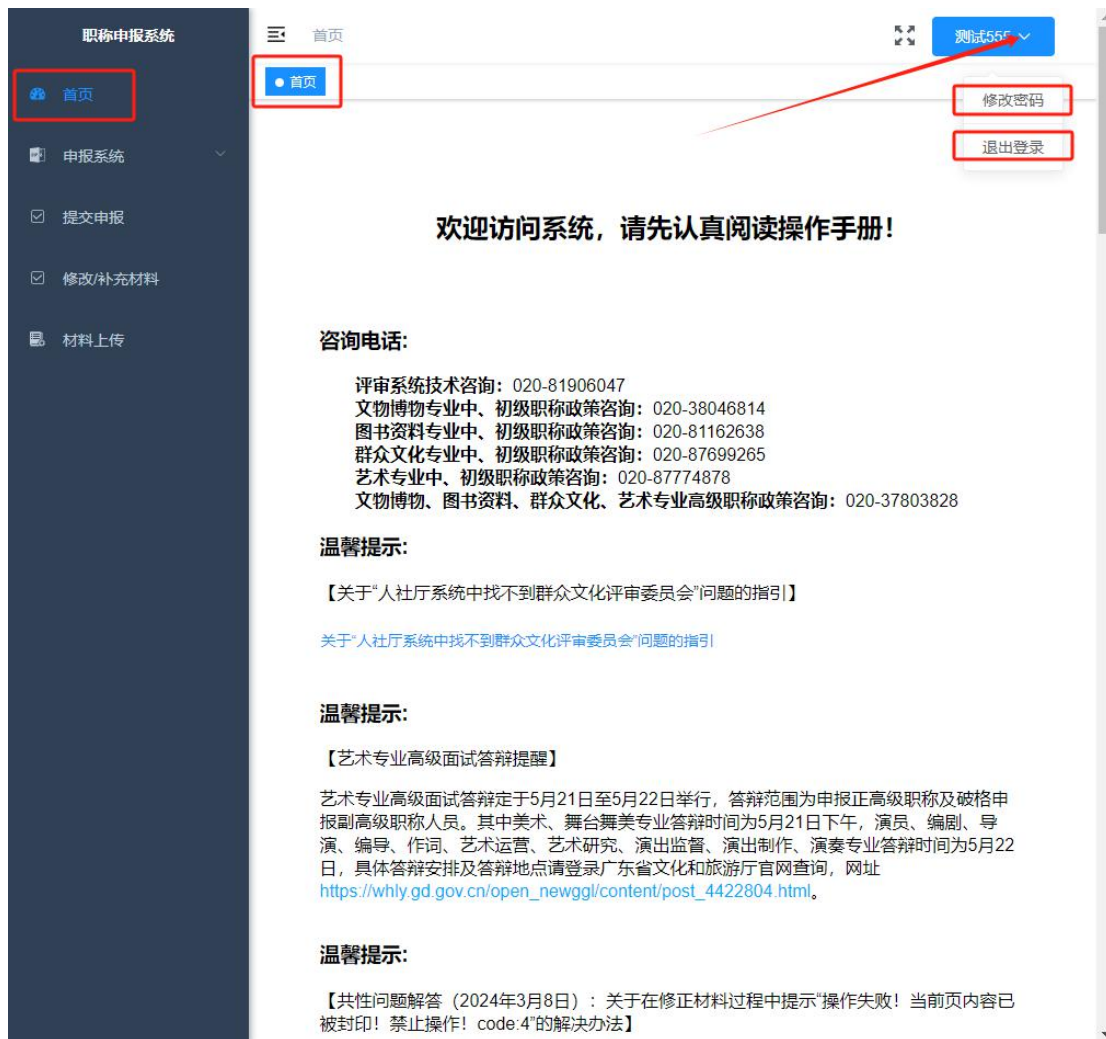 职称申报系统
首页
首页
申报系统
提交申报
修改/补充材料
材料上传
首页
测试555
修改密码
退出登录
欢迎访问系统，请先认真阅读操作手册！
咨询电话:
评审系统技术咨询：020-81906047
文物博物专业中、初级职称政策咨询：020-38046814
图书资料专业中、初级职称政策咨询：020-81162638
群众文化专业中、初级职称政策咨询：020-87699265
艺术专业中、初级职称政策咨询：020-87774878
文物博物、图书资料、群众文化、艺术专业高级职称政策咨询：020-37803828
温馨提示:
【关于“人社厅系统中找不到群众文化评审委员会”问题的指引】
关于“人社厅系统中找不到群众文化评审委员会”问题的指引
温馨提示:
【艺术专业高级面试答辩提醒】
艺术专业高级面试答辩定于5月21日至5月22日举行，答辩范围为申报正高级职称及破格申
报副高级职称人员。其中美术、舞台舞美专业答辩时间为5月21日下午，演员、编剧、导
演、编导、作词、艺术运营、艺术研究、演出监督、演出制作、演奏专业答辩时间为5月22
日，具体答辩安排及答辩地点请登录广东省文化和旅游厅官网查询，网址
https://whly.gd.gov.cn/open_newggl/content/post_4422804.html。
温馨提示:
【共性问题解答（2024年3月8日）：关于在修正材料过程中提示“操作失败！当前页内容已
被封印！禁止操作！code:4”的解决办法】